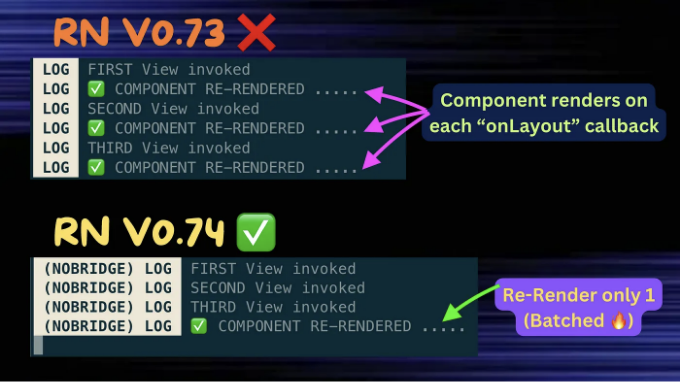 RN V0.73 ❌
LOG FIRST View invoked
LOG ✅ COMPONENT RE-RENDERED .....
LOG SECOND View invoked
LOG ✅ COMPONENT RE-RENDERED .....
LOG THIRD View invoked
LOG ✅ COMPONENT RE-RENDERED .....
Component renders on
each “onLayout” callback
RN V0.74 ✅
(NOBRIDGE) LOG FIRST View invoked
(NOBRIDGE) LOG SECOND View invoked
(NOBRIDGE) LOG THIRD View invoked
(NOBRIDGE) LOG ✅ COMPONENT RE-RENDERED .....
Re-Render only 1
(Batched 🔥)